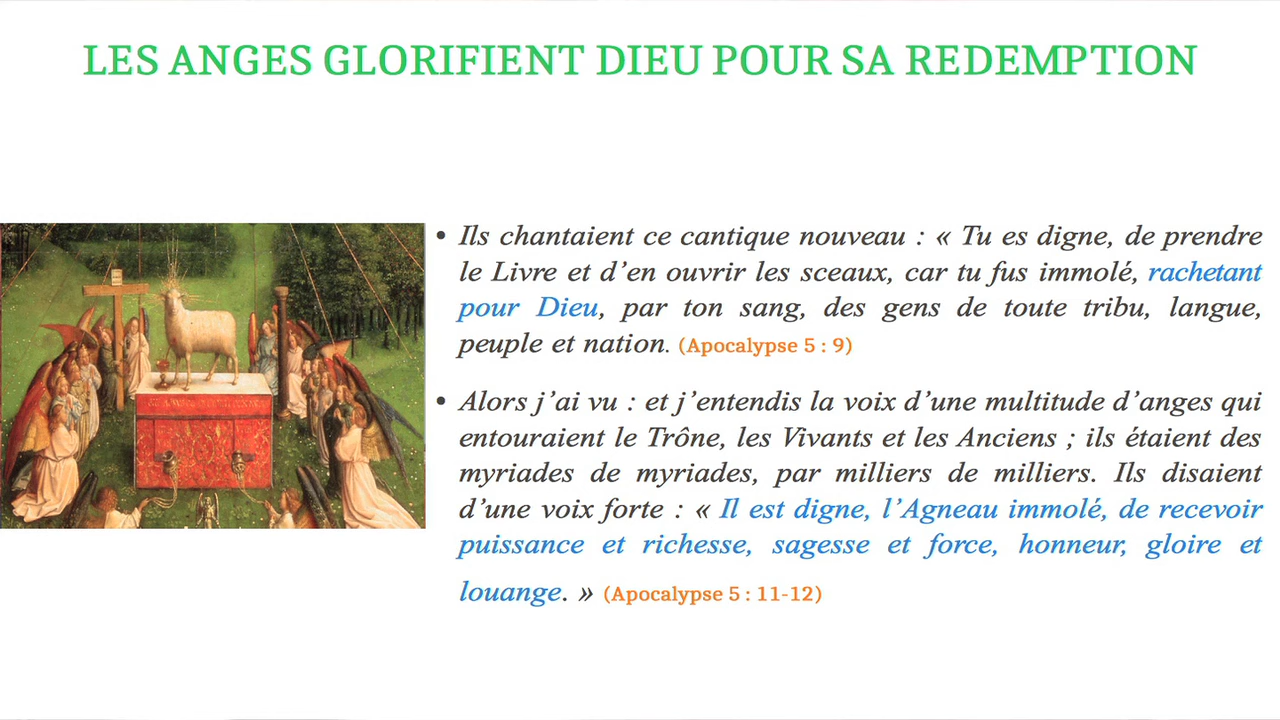 LES ANGES GLORIFIENT DIEU POUR SA REDEMPTION
• Ils chantaient ce cantique nouveau : « Tu es digne, de prendre
le Livre et d’en ouvrir les sceaux, car tu fus immolé, rachetant
pour Dieu, par ton sang, des gens de toute tribu, langue,
peuple et nation. (Apocalypse 5 : 9)
• Alors j’ai vu : et j’entendis la voix d’une multitude d’anges qui
entouraient le Trône, les Vivants et les Anciens ; ils étaient des
myriades de myriades, par milliers de milliers. Ils disaient
d’une voix forte : « Il est digne, l’Agneau immolé, de recevoir
puissance et richesse, sagesse et force, honneur, gloire et
louange. » (Apocalypse 5 : 11-12)